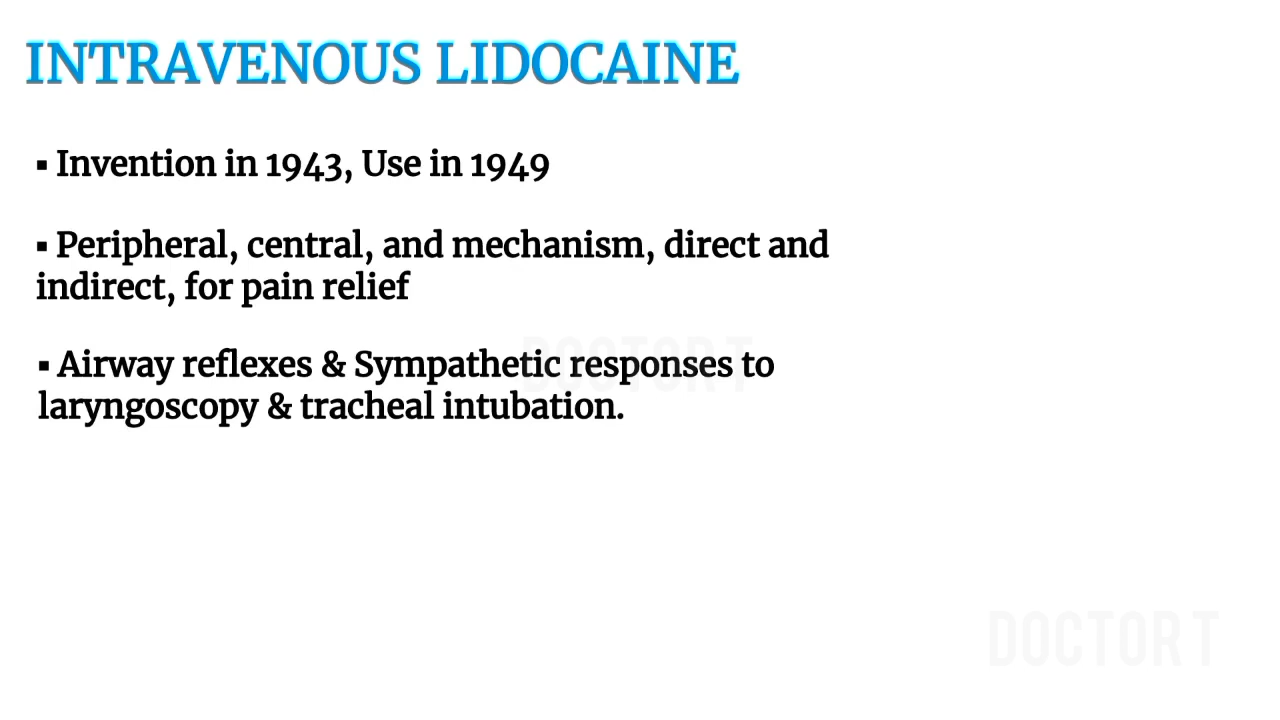 INTRAVENOUS LIDOCAINE
▪ Invention in 1943, Use in 1949
▪ Peripheral, central, and mechanism, direct and
indirect, for pain relief
▪ Airway reflexes & Sympathetic responses to
laryngoscopy & tracheal intubation.
DOCTOR T
DOCTOR T